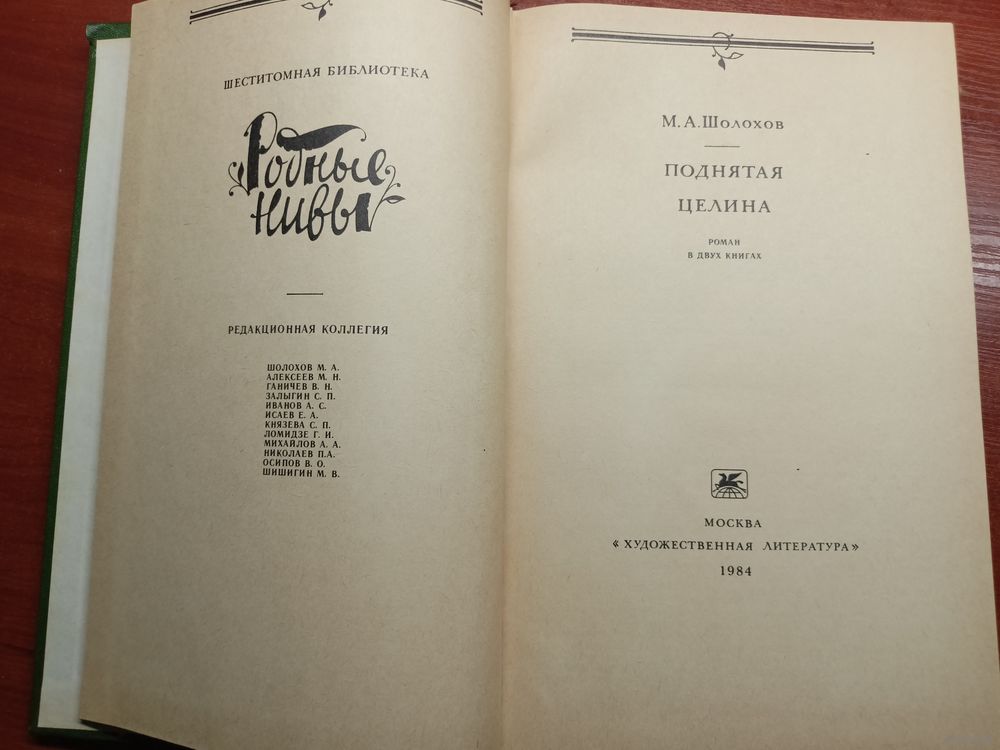 ШЕСТИТОМНАЯ БИБЛИОТЕКА
Родные
нивы
РЕДАКЦИОННАЯ КОЛЛЕГИЯ
ШОЛОХОВ М. А.
АЛЕКСЕЕВ М. Н.
ГАНИЧЕВ В. Н.
ЗАЛЫГИН С. П.
ИВАНОВ А. С.
ИСАЕВ Е. А.
КНЯЗЕВА С. П.
ЛОМИДЗЕ Г. И.
МИХАЙЛОВ А. А.
НИКОЛАЕВ П.А.
ОСИПОВ В. О.
ШИШИГИН М. В.
М. А. Шолохов
ПОДНЯТАЯ
ЦЕЛИНА
РОМАН
В ДВУХ КНИГАХ
МОСКВА
«ХУДОЖЕСТВЕННАЯ ЛИТЕРАТУРА»
1984